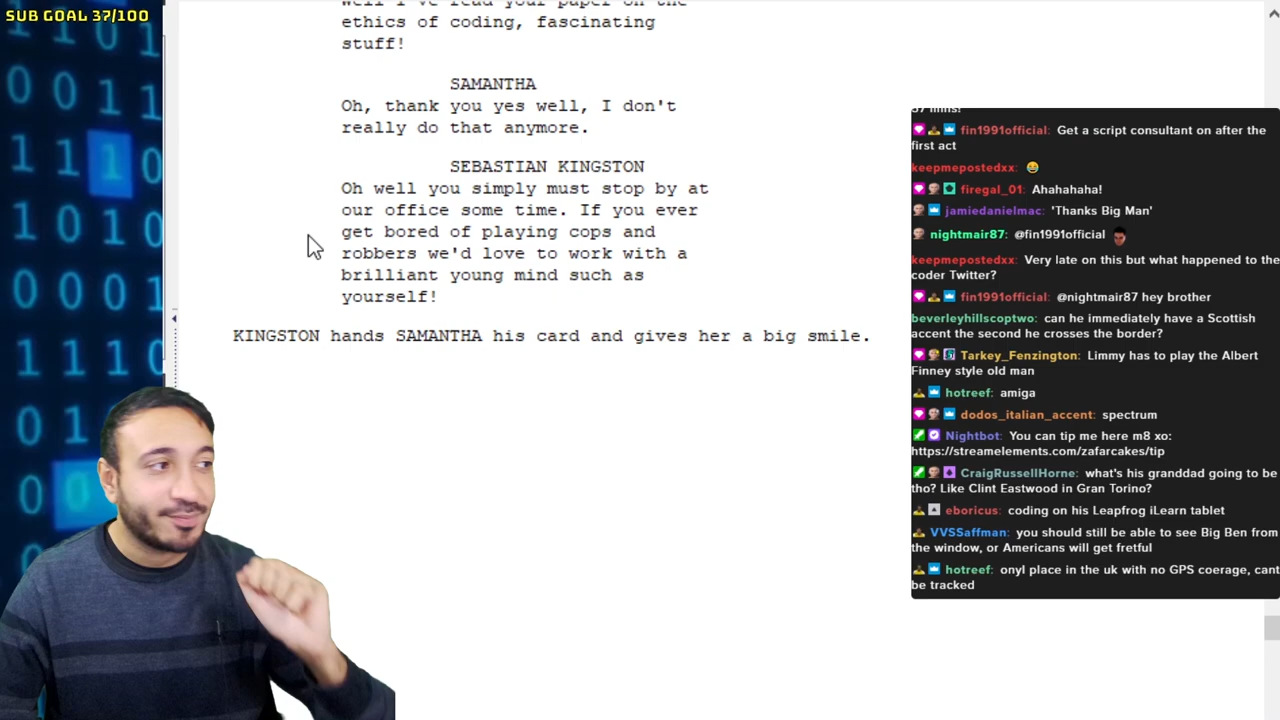 SUB GOAL 37/100
well I've read your paper on the
ethics of coding, fascinating
stuff!
SAMANTHA
Oh, thank you yes well, I don't
really do that anymore.
SEBASTIAN KINGSTON
Oh well you simply must stop by at
our office some time. If you ever
get bored of playing cops and
robbers we'd love to work with a
brilliant young mind such as
yourself!
KINGSTON hands SAMANTHA his card and gives her a big smile.
37 mins!
fin1991official: Get a script consultant on after the
first act
keepmepostedxx: 😂
firegal_01: Ahahahaha!
jamiedanielmac: 'Thanks Big Man'
nightmair87: @fin1991official
keepmepostedxx: Very late on this but what happened to the
coder Twitter?
fin1991official: @nightmair87 hey brother
beverleyhillscoptwo: can he immediately have a Scottish
accent the second he crosses the border?
Tarkey_Fenzington: Limmy has to play the Albert
Finney style old man
hotreef: amiga
dodos_italian_accent: spectrum
Nightbot: You can tip me here m8 xo:
https://streamelements.com/zafarcakes/tip
CraigRussellHorne: what's his granddad going to be
tho? Like Clint Eastwood in Gran Torino?
eboricus: coding on his Leapfrog iLearn tablet
VVSSaffman: you should still be able to see Big Ben from
the window, or Americans will get fretful
hotreef: onyl place in the uk with no GPS coerage, cant
be tracked